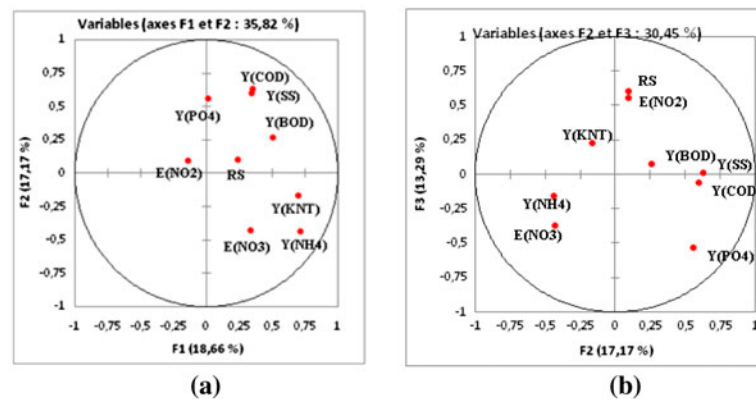 Variables (axes F1 et F2 : 35,82 %)
1
0,75
0,5
0,25
0
-0,25
-0,5
-0,75
-1
F2 (17,17 %)
Y(COD)
Y(SS)
Y(PO4)
Y(BOD)
E(NO2)
RS
Y(KNT)
E(NO3)
Y(NH4)
-1 -0,75 -0,5 -0,25 0 0,25 0,5 0,75 1
F1 (18,66 %)
(a)
Variables (axes F2 et F3 : 30,45 %)
1
0,75
0,5
0,25
0
-0,25
-0,5
-0,75
-1
F3 (13,29 %)
RS
E(NO2)
Y(KNT)
Y(BOD)
Y(SS)
Y(COD
Y(NH4)
E(NO3)
Y(PO4)
-1 -0,75 -0,5 -0,25 0 0,25 0,5 0,75 1
F2 (17,17 %)
(b)